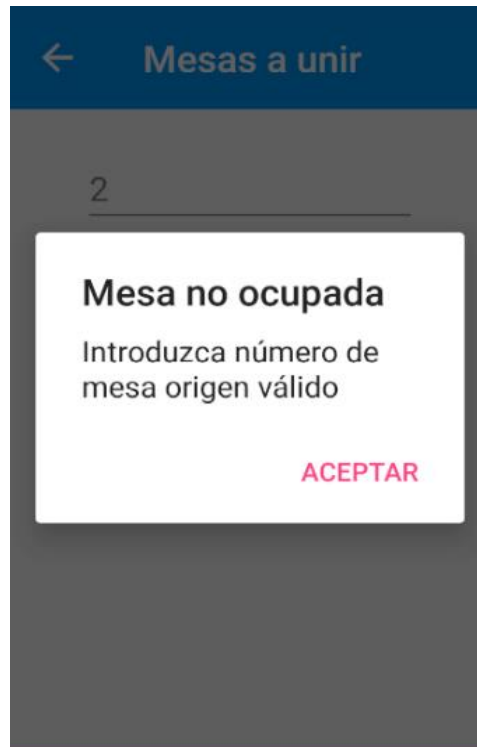 Mesas a unir
2
Mesa no ocupada
Introduzca número de
mesa origen válido
ACEPTAR